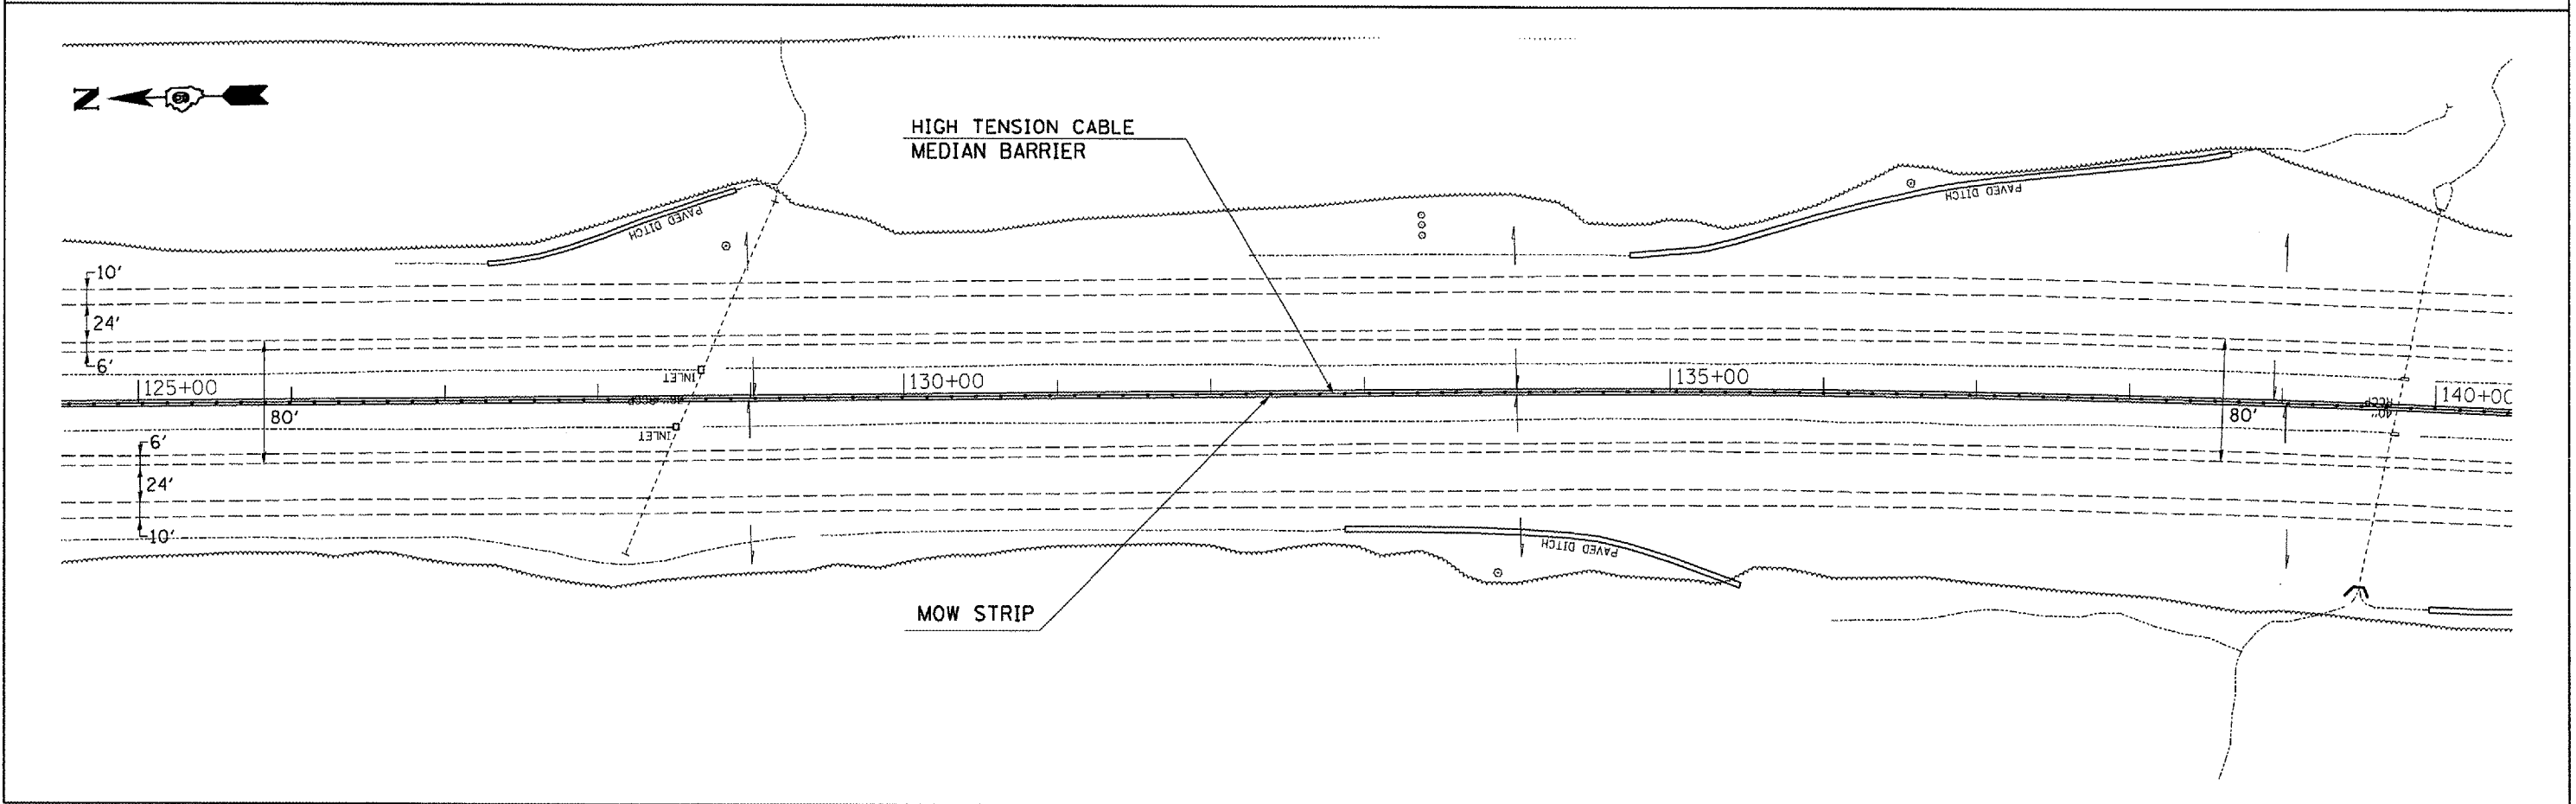 N
HIGH TENSION CABLE
MEDIAN BARRIER
PAVED DITCH
PAVED DITCH
10'
24'
6'
125+00
INLET
130+00
135+00
140+00
80'
80'
RCCP
6'
INLET
24'
10'
PAVED DITCH
MOW STRIP